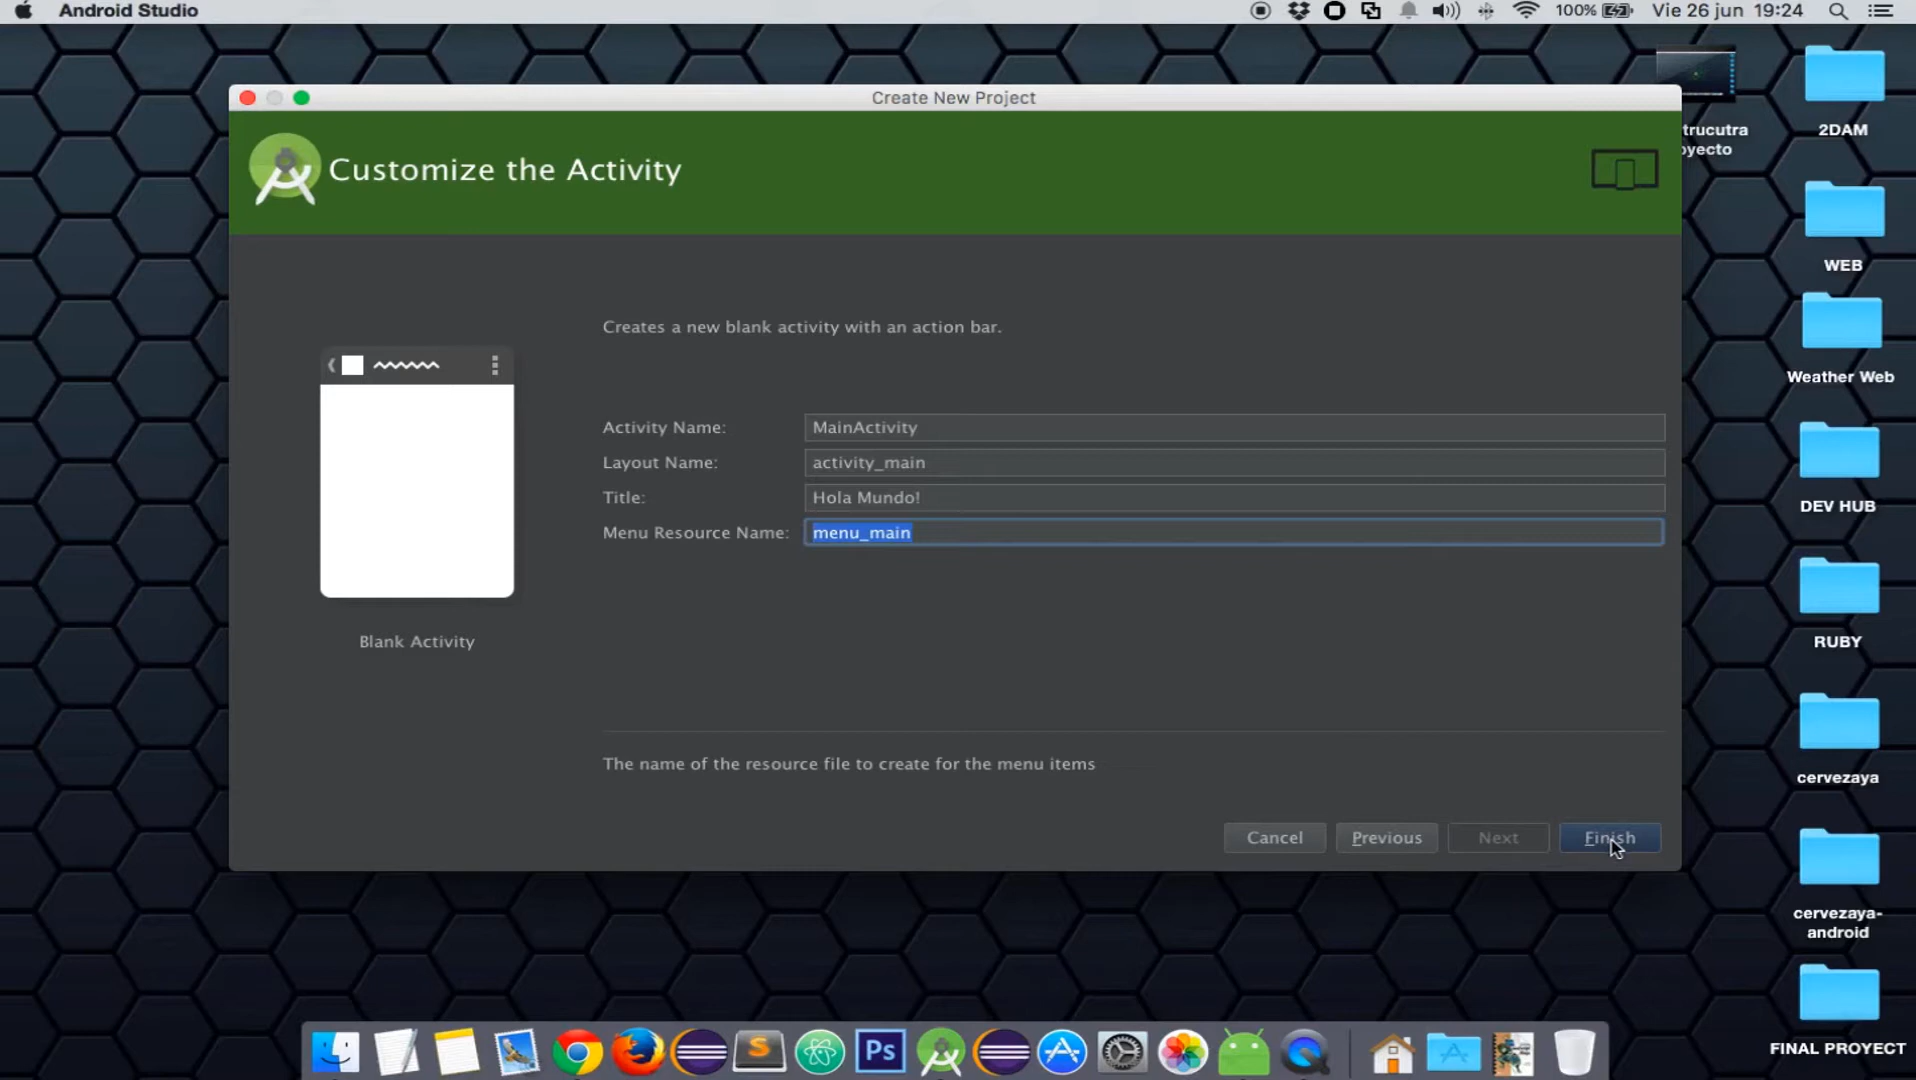 Android Studio
100%
Vie 26 jun 19:24
Create New Project
Customize the Activity
Creates a new blank activity with an action bar.
Activity Name: MainActivity
Layout Name: activity_main
Title: Hola Mundo!
Menu Resource Name: menu_main
Blank Activity
The name of the resource file to create for the menu items
Cancel
Previous
Next
Finish
trucutra
oyecto
2DAM
WEB
Weather Web
DEV HUB
RUBY
cervezaya
cervezaya-
android
FINAL PROYECT
Ps